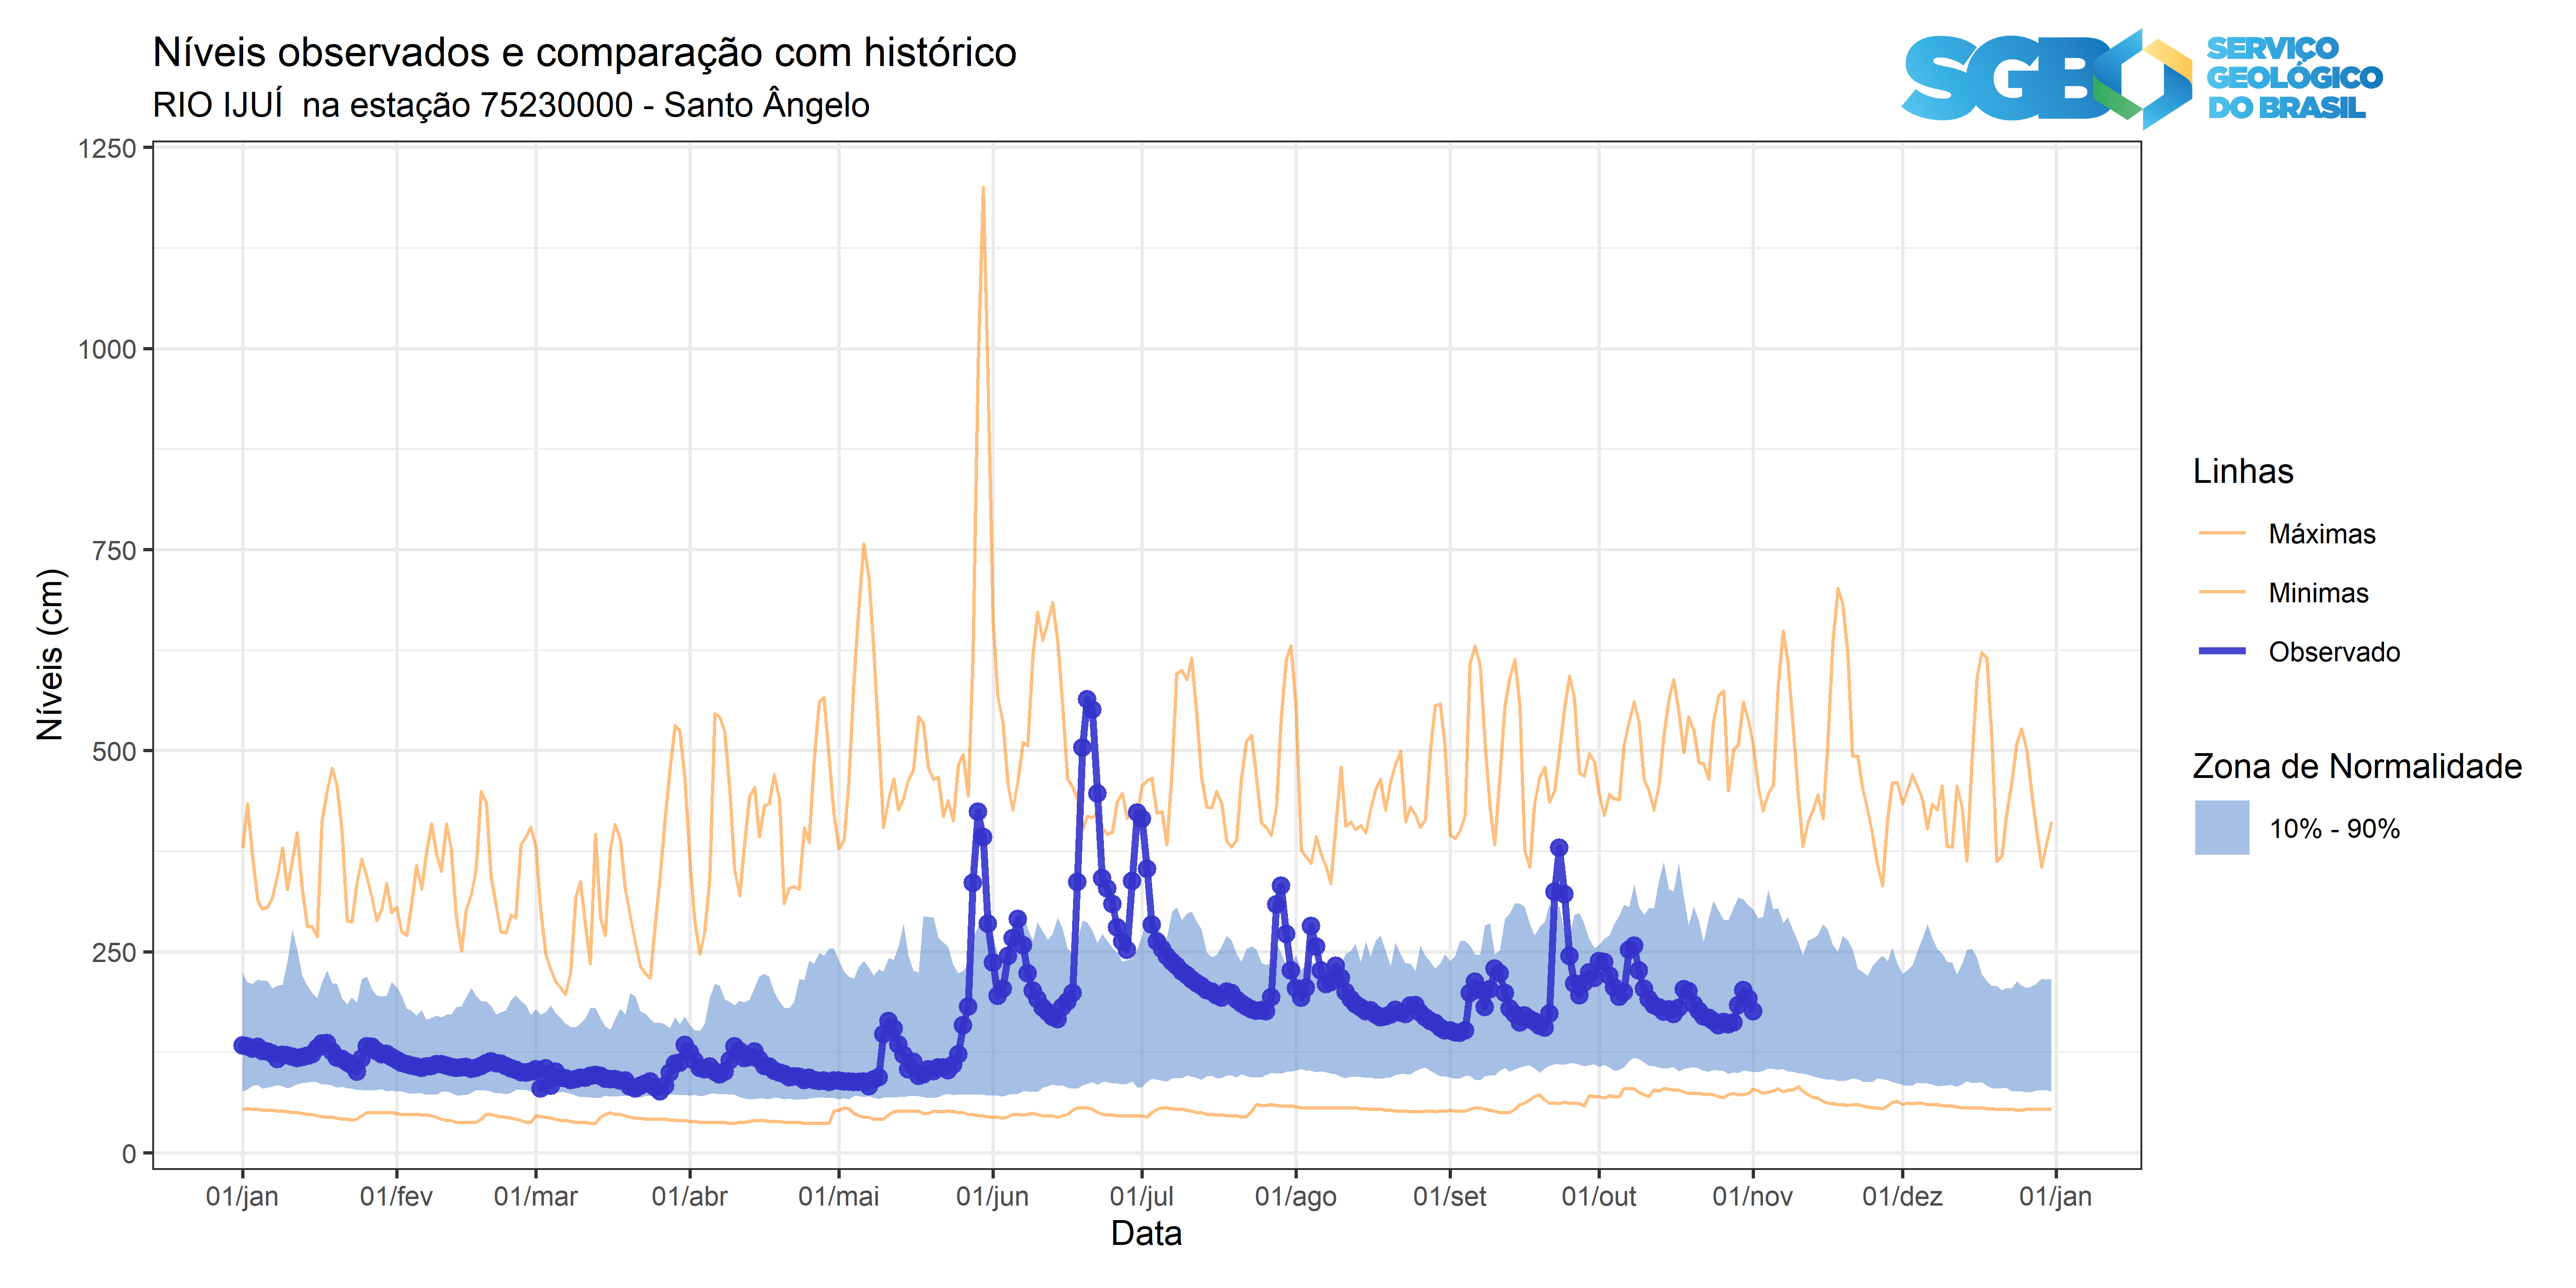 Níveis observados e comparação com histórico
RIO IJUÍ  na estação 75230000 - Santo Ângelo
SGB
SERVIÇO
GEOLÓGICO
DO BRASIL
1250
1000
750
500
250
0
Níveis (cm)
01/jan
01/fev
01/mar
01/abr
01/mai
01/jun
01/jul
01/ago
01/set
01/out
01/nov
01/dez
01/jan
Data
Linhas
Máximas
Minimas
Observado
Zona de Normalidade
10% - 90%